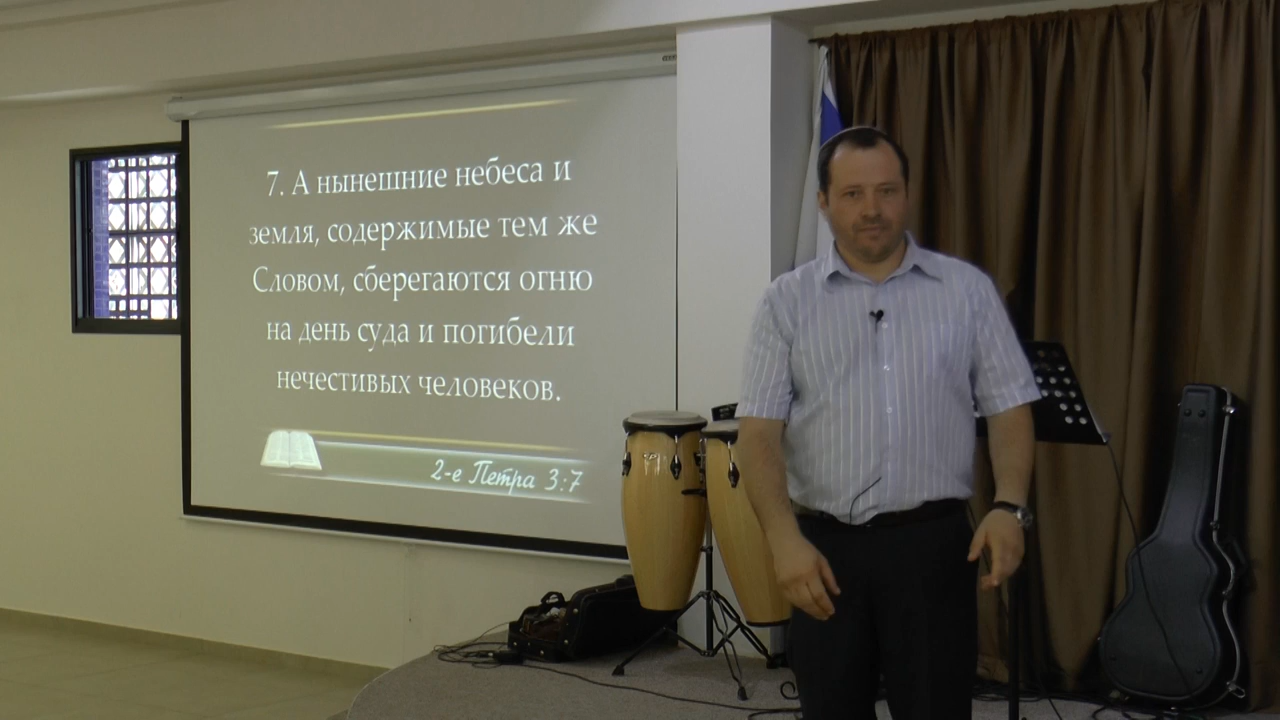 7. А нынешние небеса и
земля, содержимые тем же
Словом, сберегаются огню
на день суда и погибели
нечестивых человеков.
2-е Петра 3:7